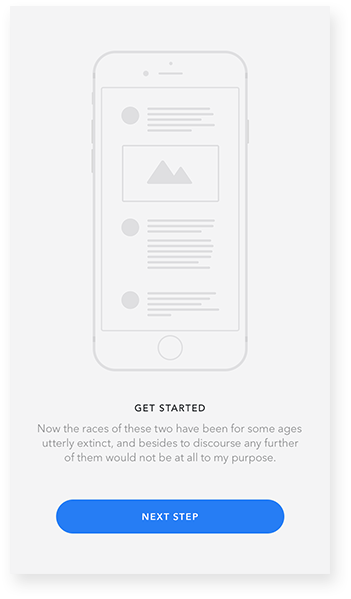 GET STARTED
Now the races of these two have been for some ages
utterly extinct, and besides to discourse any further
of them would not be at all to my purpose.
NEXT STEP